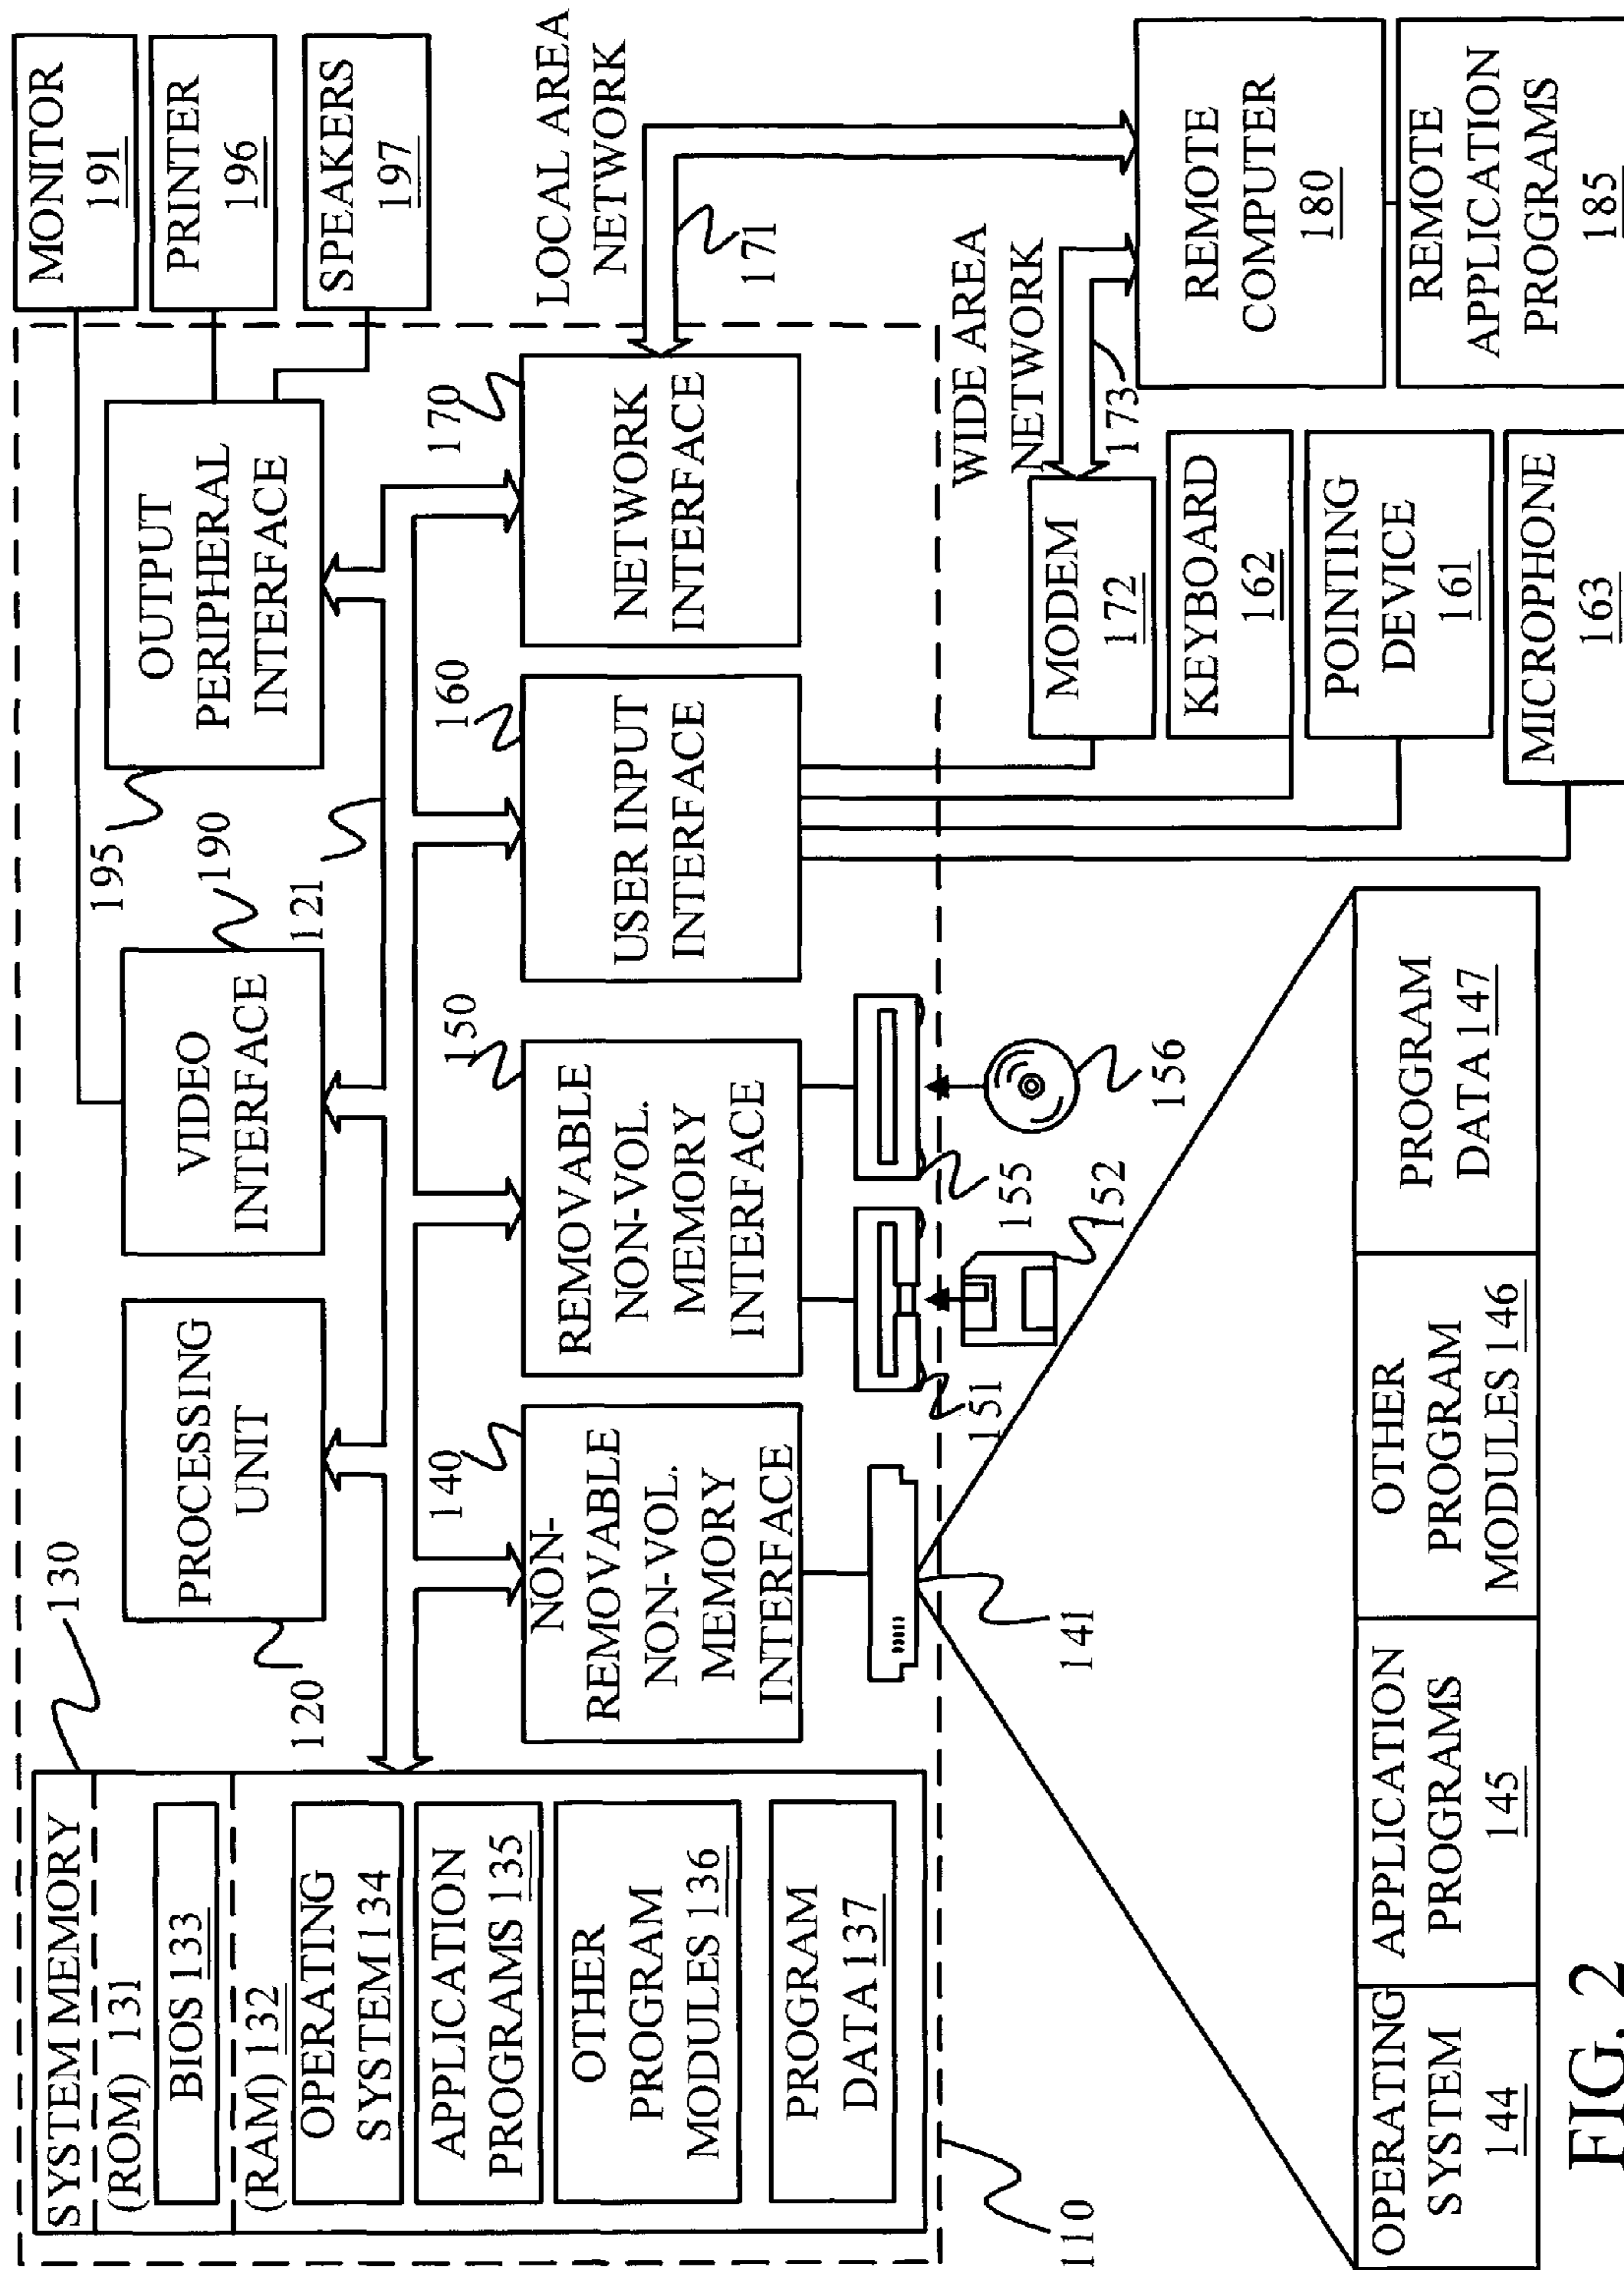 SYSTEM MEMORY
(ROM) 131
BIOS 133
(RAM) 132
OPERATING
SYSTEM 134
APPLICATION
PROGRAMS 135
OTHER
PROGRAM
MODULES 136
PROGRAM
DATA 137
130
PROCESSING
UNIT
120
VIDEO
INTERFACE
190
121
OUTPUT
PERIPHERAL
INTERFACE
195
MONITOR
191
PRINTER
196
SPEAKERS
197
NON-
REMOVABLE
NON-VOL.
MEMORY
INTERFACE
140
REMOVABLE
NON-VOL.
MEMORY
INTERFACE
150
USER INPUT
INTERFACE
160
NETWORK
INTERFACE
170
LOCAL AREA
NETWORK
171
110
141
151
152
155
156
WIDE AREA
NETWORK
173
MODEM
172
KEYBOARD
162
POINTING
DEVICE
161
MICROPHONE
163
REMOTE
COMPUTER
180
REMOTE
APPLICATION
PROGRAMS
185
OPERATING
SYSTEM
144
APPLICATION
PROGRAMS
145
OTHER
PROGRAM
MODULES 146
PROGRAM
DATA 147
FIG. 2